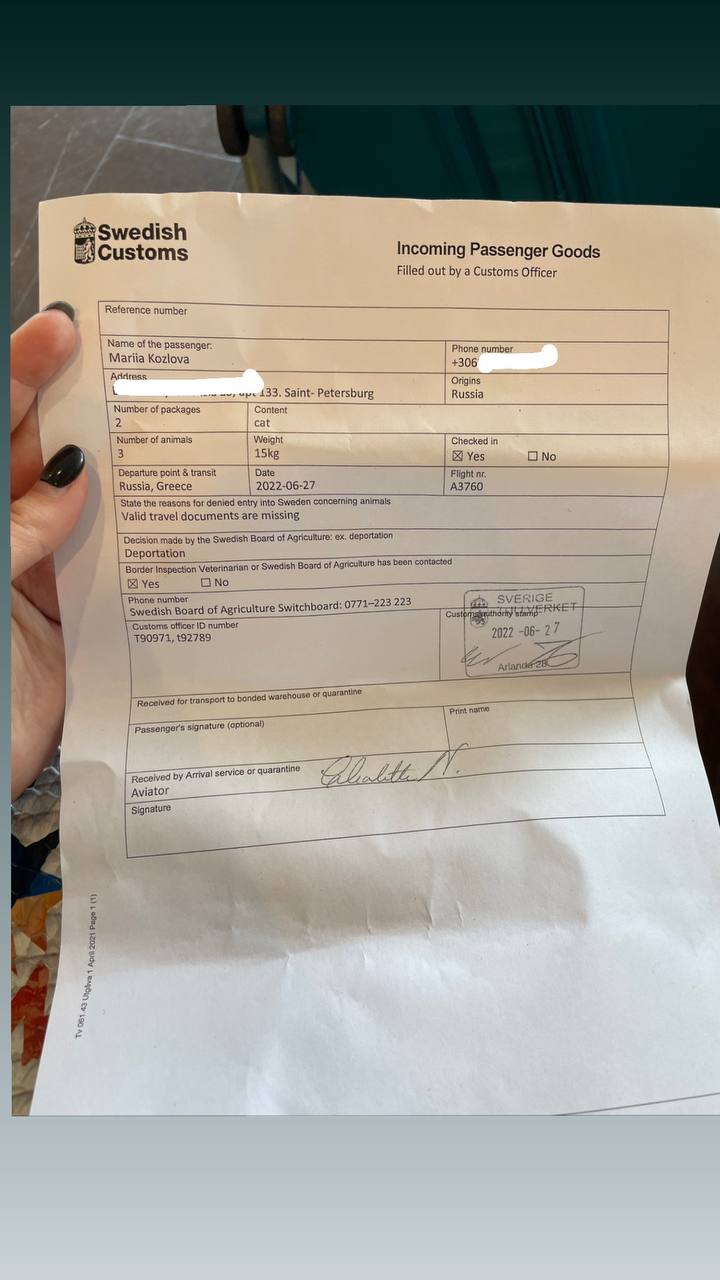 Swedish
Customs
Incoming Passenger Goods
Filled out by a Customs Officer
Reference number
Name of the passenger:
Mariia Kozlova
Phone number
+306
Address
133. Saint- Petersburg
Origins
Russia
Number of packages
2
Content
cat
Number of animals
3
Weight
15kg
Checked in
☒ Yes ☐ No
Departure point & transit
Russia, Greece
Date
2022-06-27
Flight nr.
A3760
State the reasons for denied entry into Sweden concerning animals
Valid travel documents are missing
Decision made by the Swedish Board of Agriculture: ex. deportation
Deportation
Border Inspection Veterinarian or Swedish Board of Agriculture has been contacted
☒ Yes ☐ No
Phone number
Swedish Board of Agriculture Switchboard: 0771–223 223
Customs officer ID number
T90971, t92789
Customs authority stamp
SVERIGE
TULLVERKET
2022 -06- 27
Arlanda
Received for transport to bonded warehouse or quarantine
Passenger's signature (optional)
Print name
Received by Arrival service or quarantine
Aviator
Signature
Tv 061.43 Utgåva 1 April 2021 Page 1 (1)